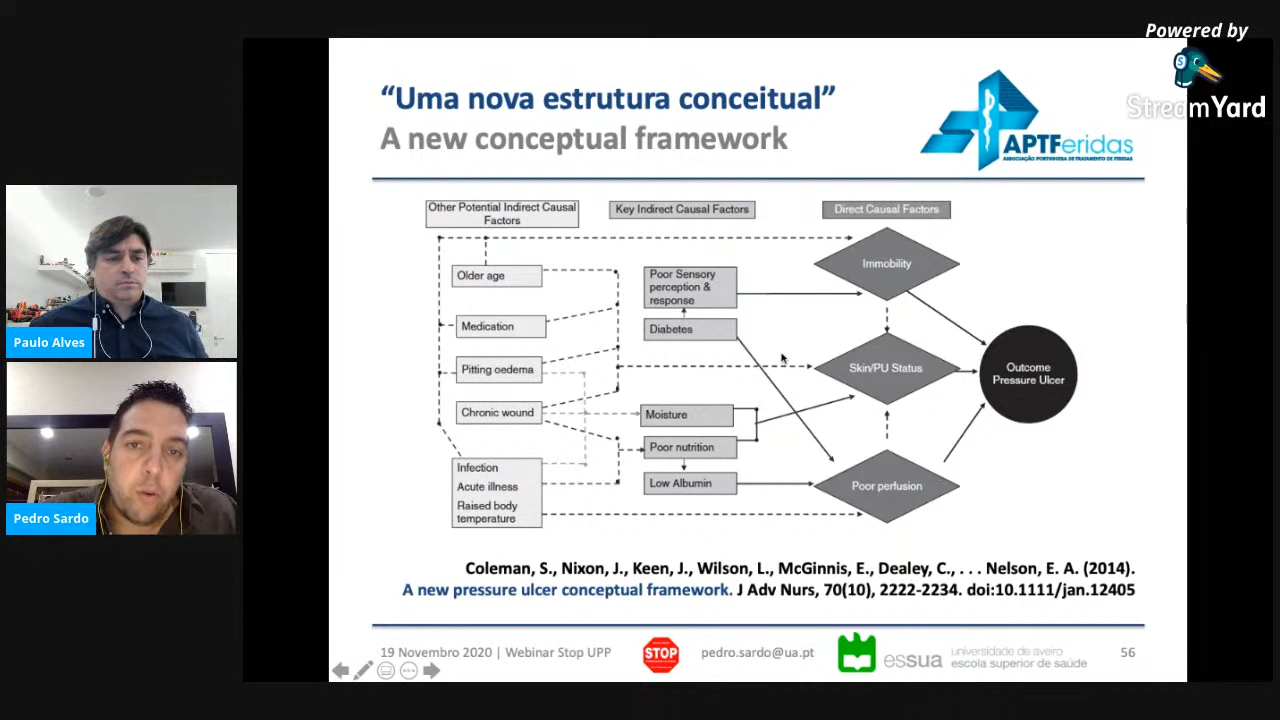 Powered by
StreamYard
“Uma nova estrutura conceitual”
A new conceptual framework
APTFeridas
ASSOCIAÇÃO PORTUGUESA DE TRATAMENTO DE FERIDAS
Other Potential Indirect Causal
Factors
Key Indirect Causal Factors
Direct Causal Factors
Older age
Medication
Pitting oedema
Chronic wound
Infection
Acute illness
Raised body
temperature
Poor Sensory
perception &
response
Diabetes
Moisture
Poor nutrition
Low Albumin
Immobility
Skin/PU Status
Poor perfusion
Outcome
Pressure Ulcer
Paulo Alves
Pedro Sardo
Coleman, S., Nixon, J., Keen, J., Wilson, L., McGinnis, E., Dealey, C., . . . Nelson, E. A. (2014).
A new pressure ulcer conceptual framework. J Adv Nurs, 70(10), 2222-2234. doi:10.1111/jan.12405
19 Novembro 2020 | Webinar Stop UPP
STOP
pedro.sardo@ua.pt
essua
universidade de aveiro
escola superior de saúde
56